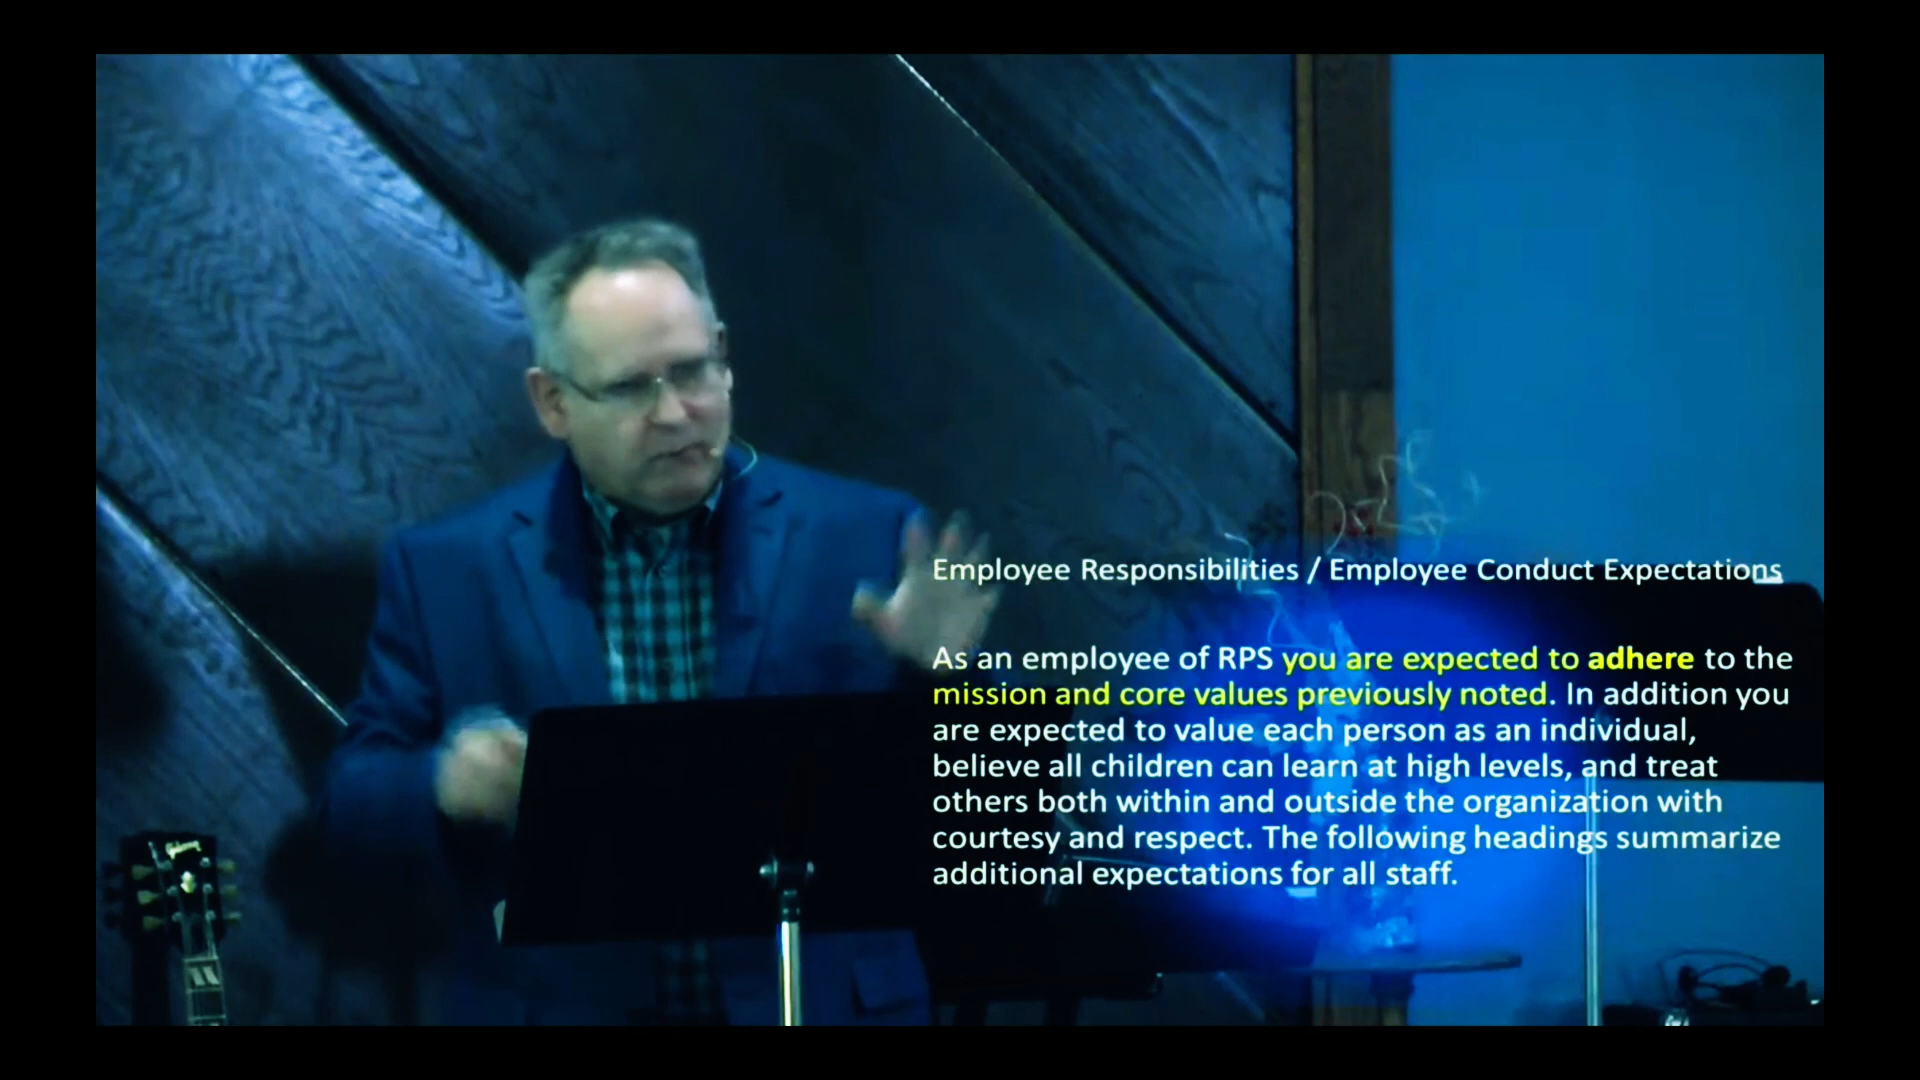 Gibson
Employee Responsibilities / Employee Conduct Expectations
As an employee of RPS you are expected to adhere to the
mission and core values previously noted. In addition you
are expected to value each person as an individual,
believe all children can learn at high levels, and treat
others both within and outside the organization with
courtesy and respect. The following headings summarize
additional expectations for all staff.